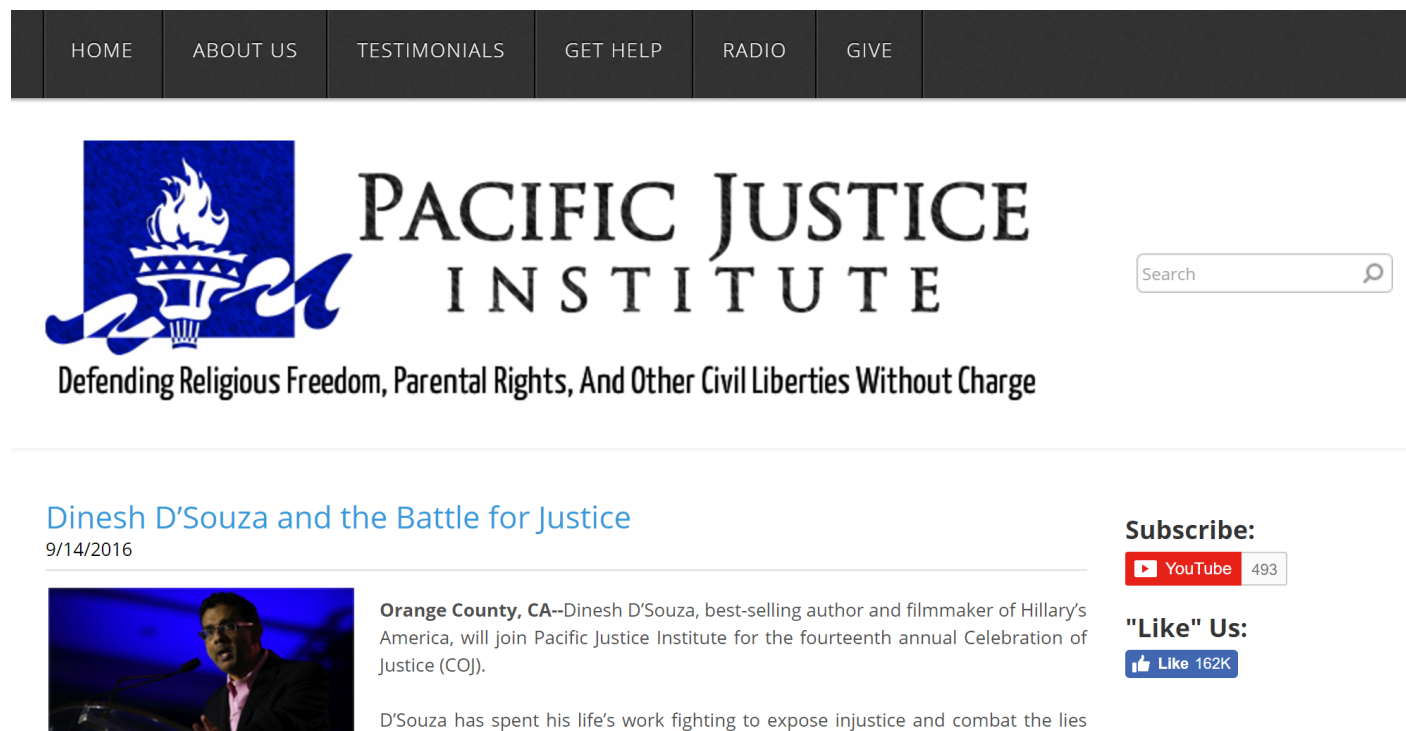 HOME ABOUT US TESTIMONIALS GET HELP RADIO GIVE
PACIFIC JUSTICE
INSTITUTE
Search
Defending Religious Freedom, Parental Rights, And Other Civil Liberties Without Charge
Dinesh D’Souza and the Battle for Justice
9/14/2016
Orange County, CA--Dinesh D’Souza, best-selling author and filmmaker of Hillary’s
America, will join Pacific Justice Institute for the fourteenth annual Celebration of
Justice (COJ).
D’Souza has spent his life’s work fighting to expose injustice and combat the lies
Subscribe:
YouTube 493
"Like" Us:
Like 162K